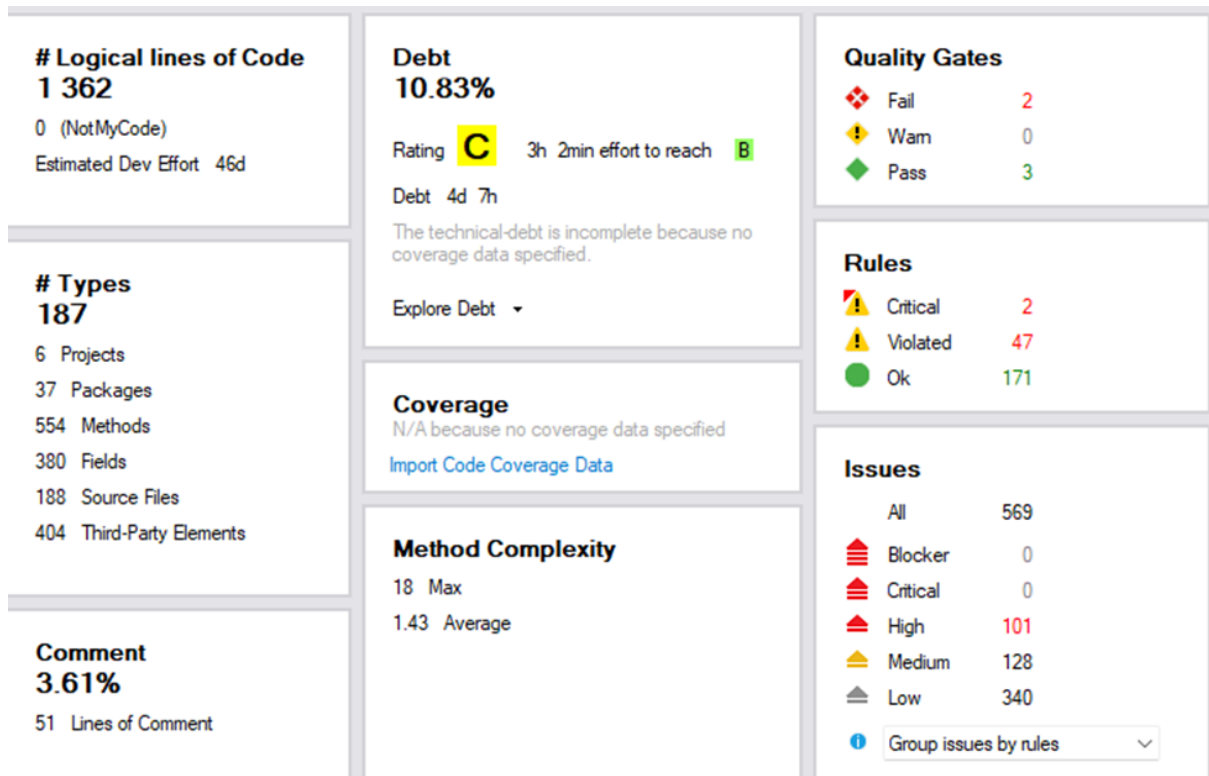 # Logical lines of Code
1 362
0 (NotMyCode)
Estimated Dev Effort 46d
# Types
187
6 Projects
37 Packages
554 Methods
380 Fields
188 Source Files
404 Third-Party Elements
Comment
3.61%
51 Lines of Comment
Debt
10.83%
Rating C 3h 2min effort to reach B
Debt 4d 7h
The technical-debt is incomplete because no
coverage data specified.
Explore Debt
Coverage
N/A because no coverage data specified
Import Code Coverage Data
Method Complexity
18 Max
1.43 Average
Quality Gates
Fail 2
Warn 0
Pass 3
Rules
Critical 2
Violated 47
Ok 171
Issues
All 569
Blocker 0
Critical 0
High 101
Medium 128
Low 340
Group issues by rules